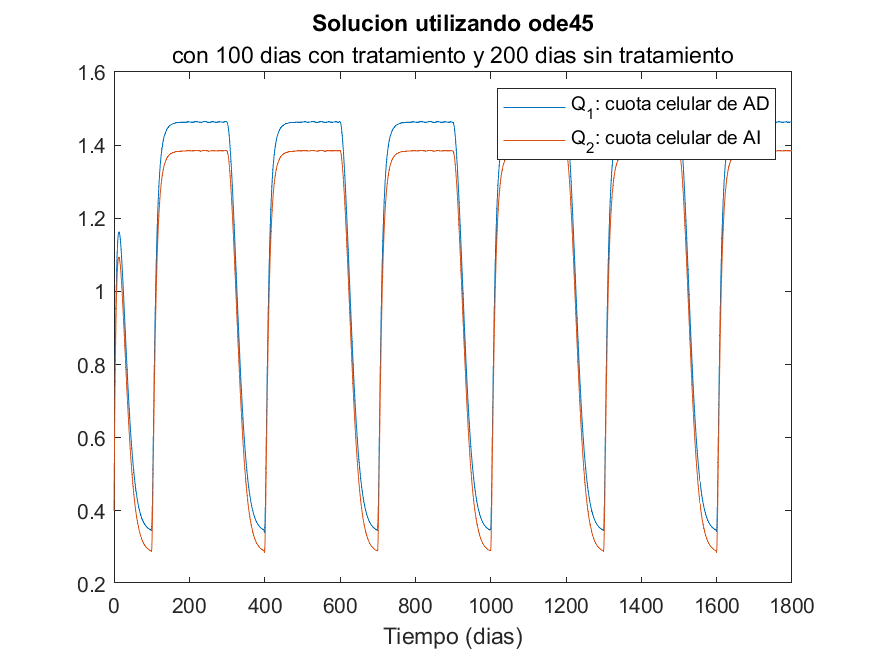 Solucion utilizando ode45
con 100 dias con tratamiento y 200 dias sin tratamiento
1.6
1.4
1.2
1
0.8
0.6
0.4
0.2
Q1: cuota celular de AD
Q2: cuota celular de AI
0 200 400 600 800 1000 1200 1400 1600 1800
Tiempo (dias)